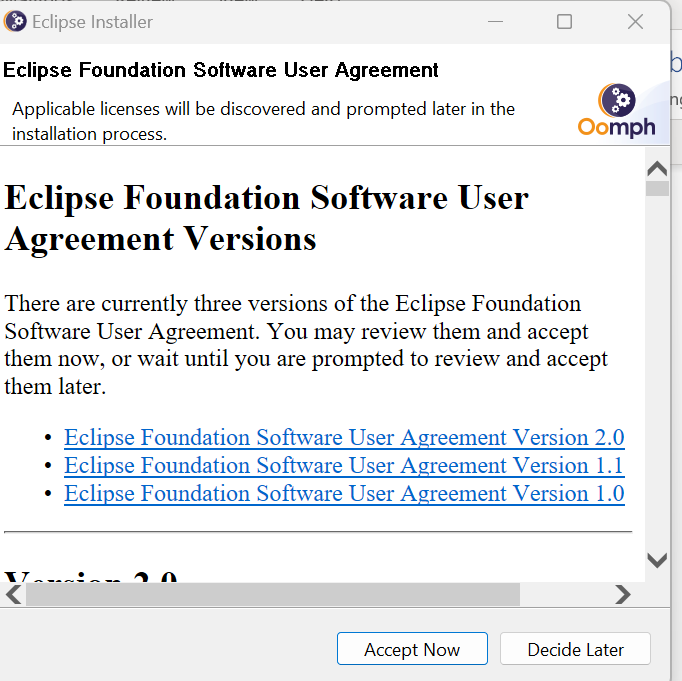 Eclipse Installer
Eclipse Foundation Software User Agreement
Applicable licenses will be discovered and prompted later in the
installation process.
Oomph
Eclipse Foundation Software User
Agreement Versions
There are currently three versions of the Eclipse Foundation
Software User Agreement. You may review them and accept
them now, or wait until you are prompted to review and accept
them later.
• Eclipse Foundation Software User Agreement Version 2.0
• Eclipse Foundation Software User Agreement Version 1.1
• Eclipse Foundation Software User Agreement Version 1.0
Version 2.0
Accept Now
Decide Later